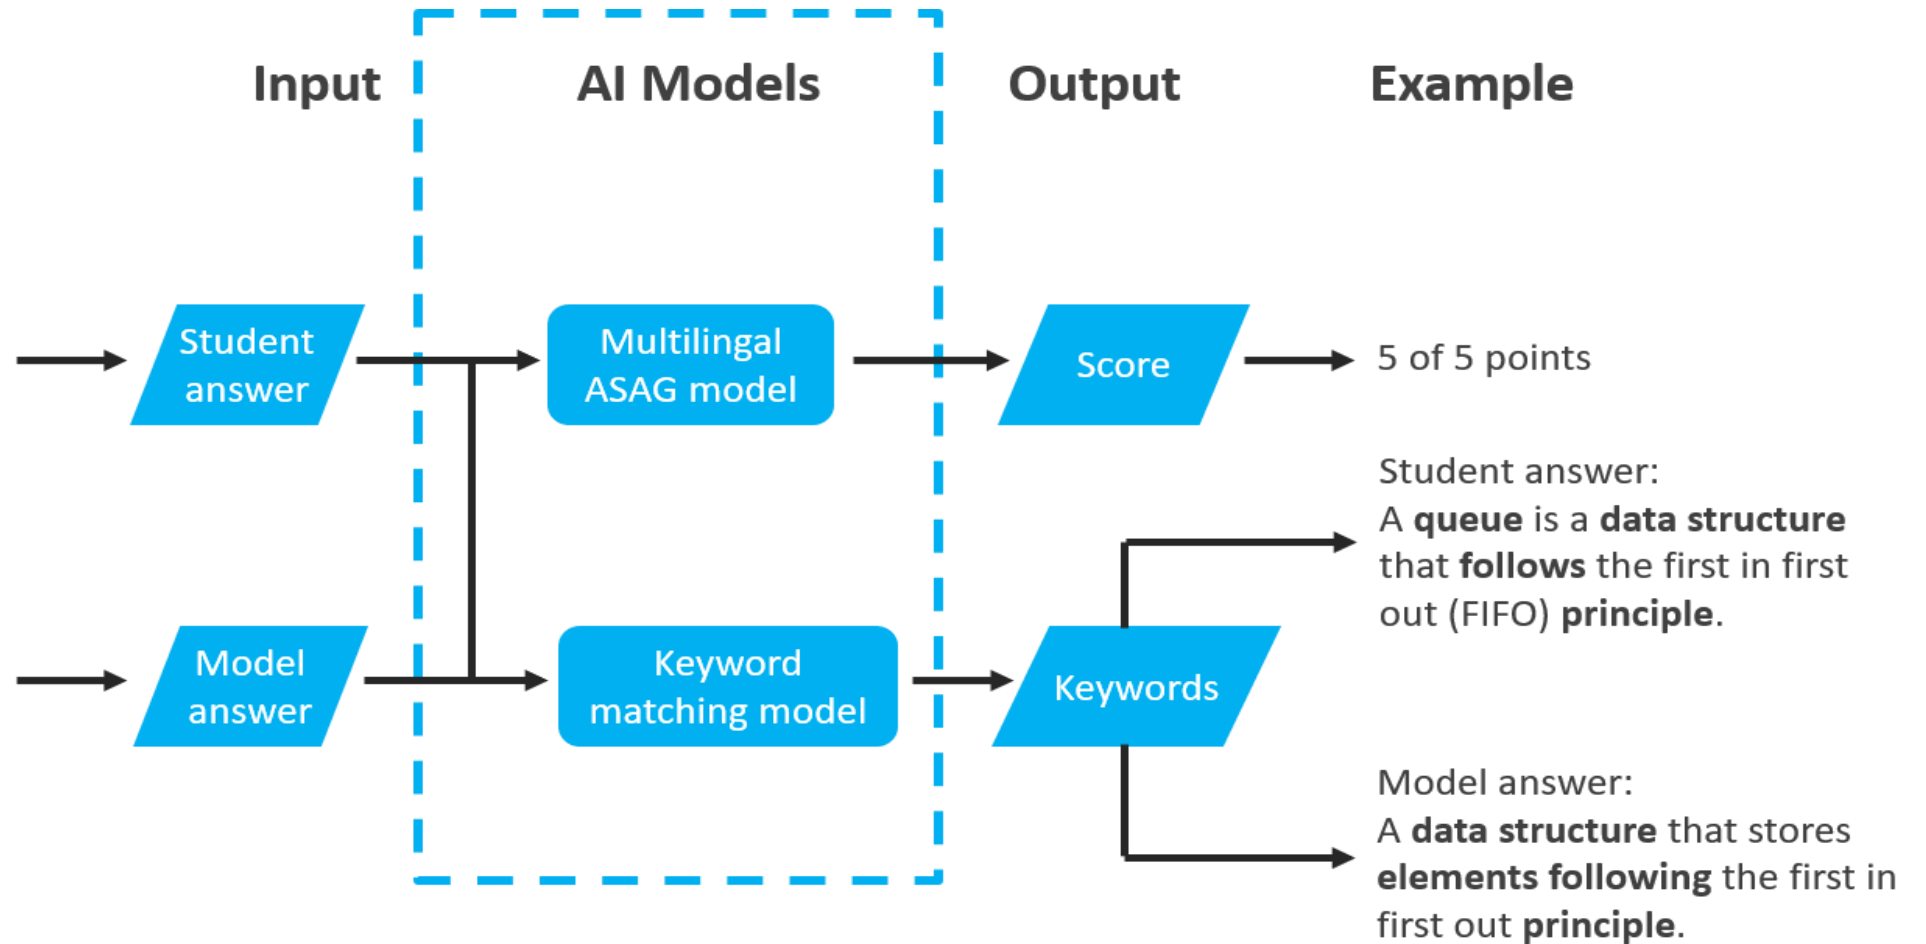 Input
AI Models
Output
Example
Student
answer
Multilingal
ASAG model
Score
5 of 5 points
Student answer:
A queue is a data structure
that follows the first in first
out (FIFO) principle.
Model
answer
Keyword
matching model
Keywords
Model answer:
A data structure that stores
elements following the first in
first out principle.